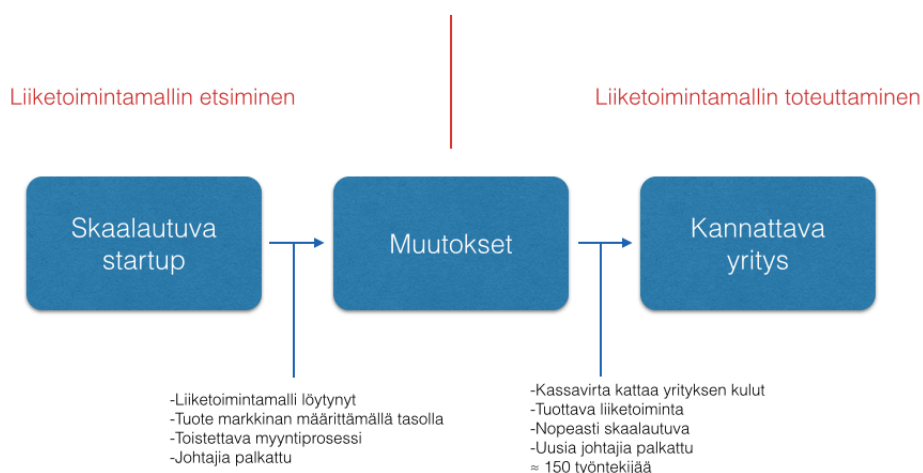 Liiketoimintamallin etsiminen
Liiketoimintamallin toteuttaminen
Skaalautuva
startup
Muutokset
Kannattava
yritys
-Liiketoimintamalli löytynyt
-Tuote markkinan määrittämällä tasolla
-Toistettava myyntiprosessi
-Johtajia palkattu
-Kassavirta kattaa yrityksen kulut
-Tuottava liiketoiminta
-Nopeasti skaalautuva
-Uusia johtajia palkattu
≈ 150 työntekijää